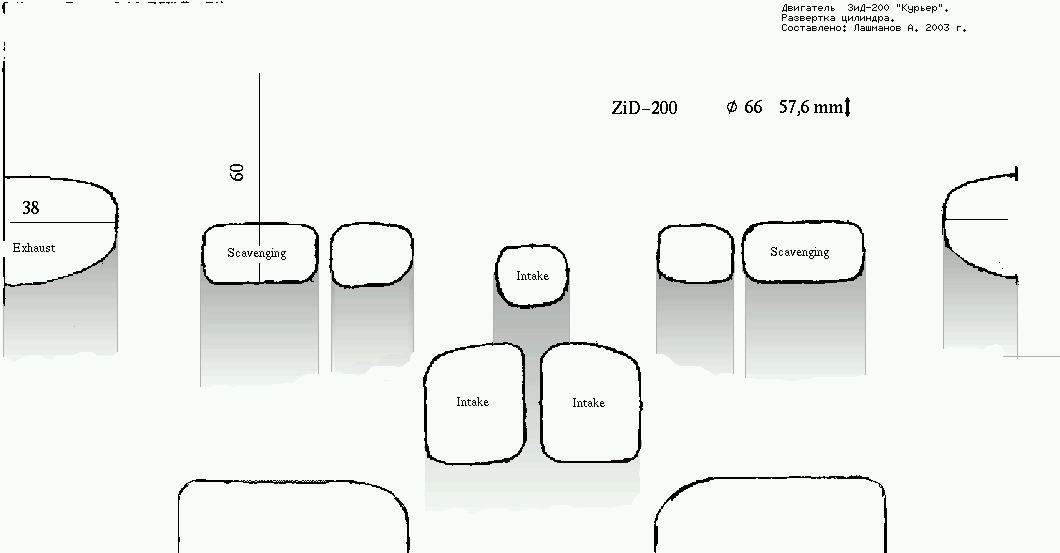 Двигатель ЗиД-200 "Курьер".
Развертка цилиндра.
Составлено: Лашманов А. 2003 г.
ZiD-200 ϕ 66 57,6 mm
60
38
Exhaust
Scavenging
Intake
Scavenging
Intake
Intake